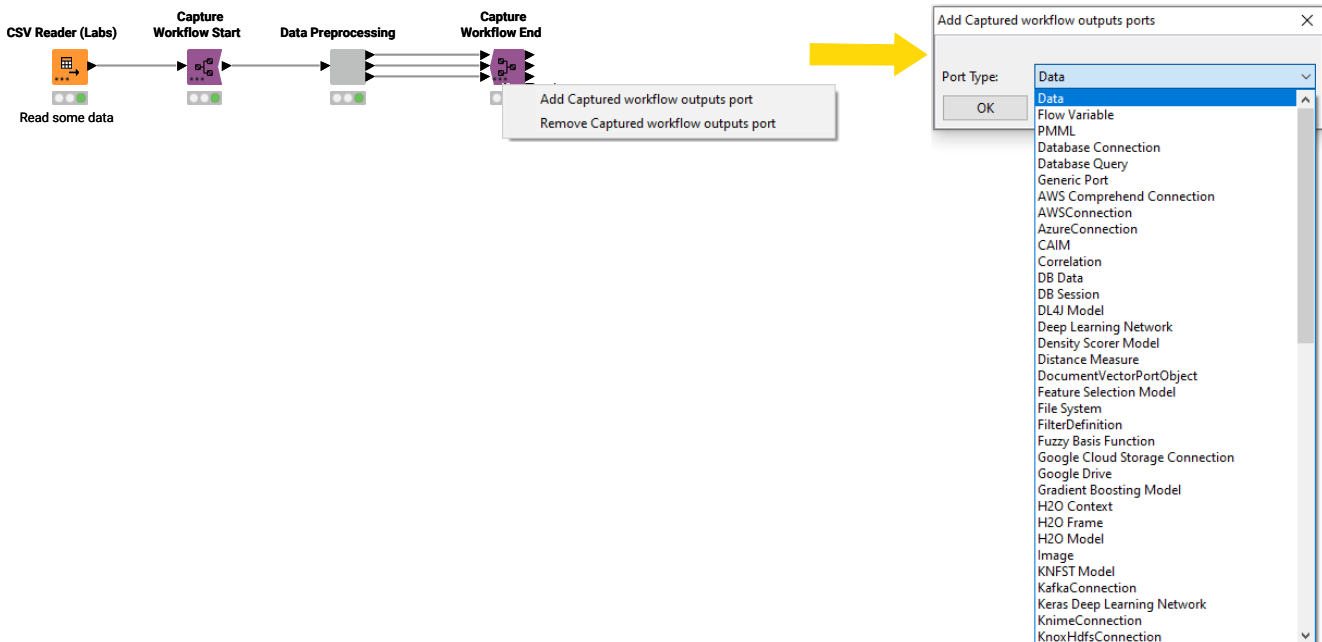 CSV Reader (Labs)
Capture
Workflow Start
Data Preprocessing
Capture
Workflow End
Read some data
Add Captured workflow outputs port
Remove Captured workflow outputs port
Add Captured workflow outputs ports
Port Type:
Data
OK
Data
Flow Variable
PMML
Database Connection
Database Query
Generic Port
AWS Comprehend Connection
AWSConnection
AzureConnection
CAIM
Correlation
DB Data
DB Session
DL4J Model
Deep Learning Network
Density Scorer Model
Distance Measure
DocumentVectorPortObject
Feature Selection Model
File System
FilterDefinition
Fuzzy Basis Function
Google Cloud Storage Connection
Google Drive
Gradient Boosting Model
H2O Context
H2O Frame
H2O Model
Image
KNFST Model
KafkaConnection
Keras Deep Learning Network
KnimeConnection
KnoxHdfsConnection